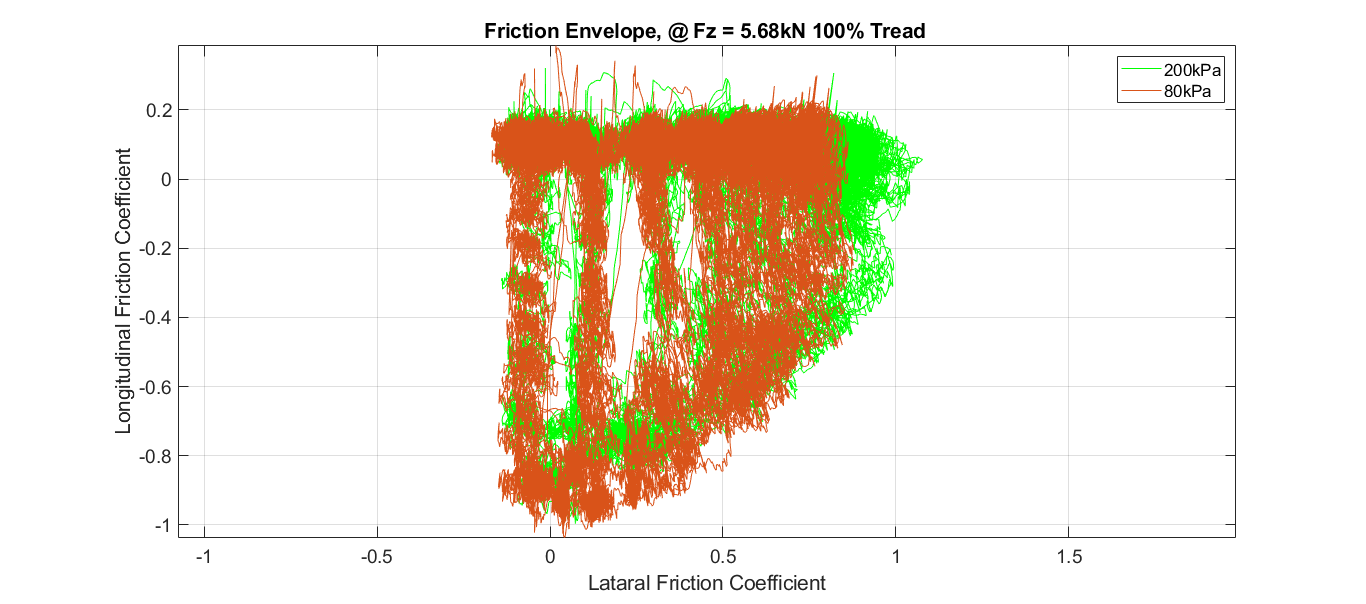 Friction Envelope, @ Fz = 5.68kN 100% Tread
200kPa
80kPa
Longitudinal Friction Coefficient
0.2
0
-0.2
-0.4
-0.6
-0.8
-1
-1
-0.5
0
0.5
1
1.5
Lataral Friction Coefficient